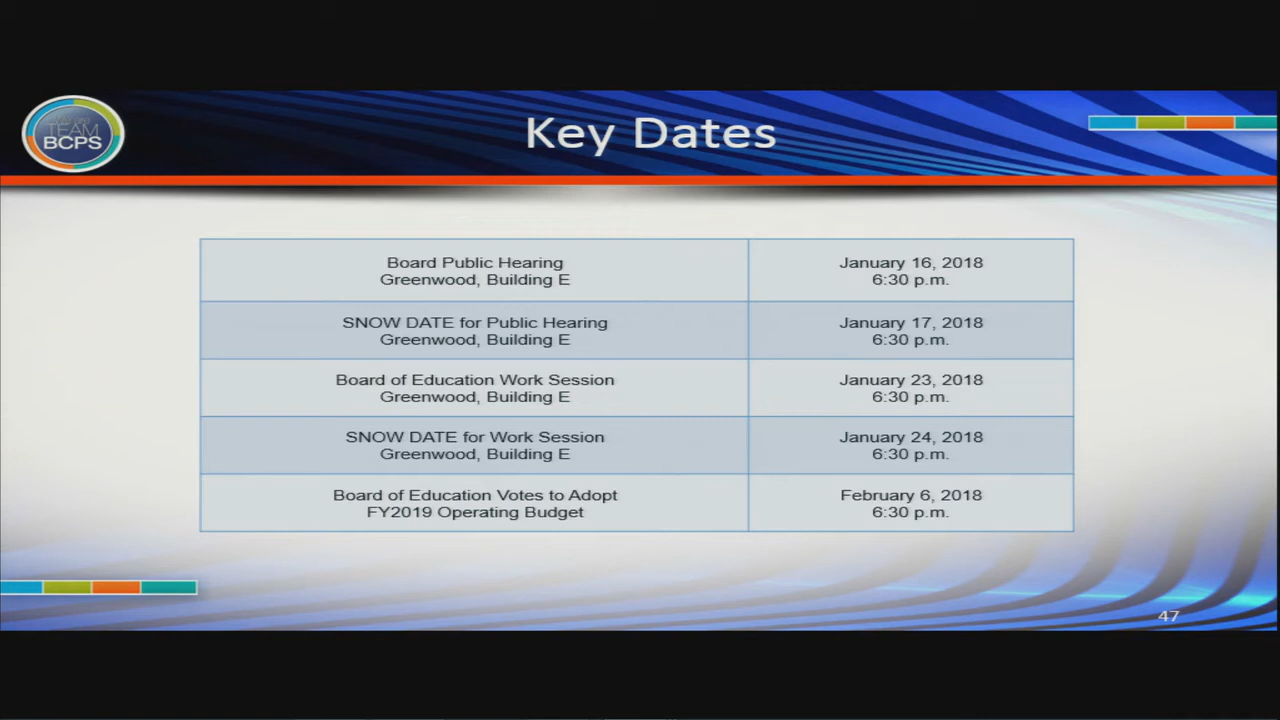 TEAM
BCPS
Key Dates
Board Public Hearing
Greenwood, Building E
January 16, 2018
6:30 p.m.
SNOW DATE for Public Hearing
Greenwood, Building E
January 17, 2018
6:30 p.m.
Board of Education Work Session
Greenwood, Building E
January 23, 2018
6:30 p.m.
SNOW DATE for Work Session
Greenwood, Building E
January 24, 2018
6:30 p.m.
Board of Education Votes to Adopt
FY2019 Operating Budget
February 6, 2018
6:30 p.m.
47